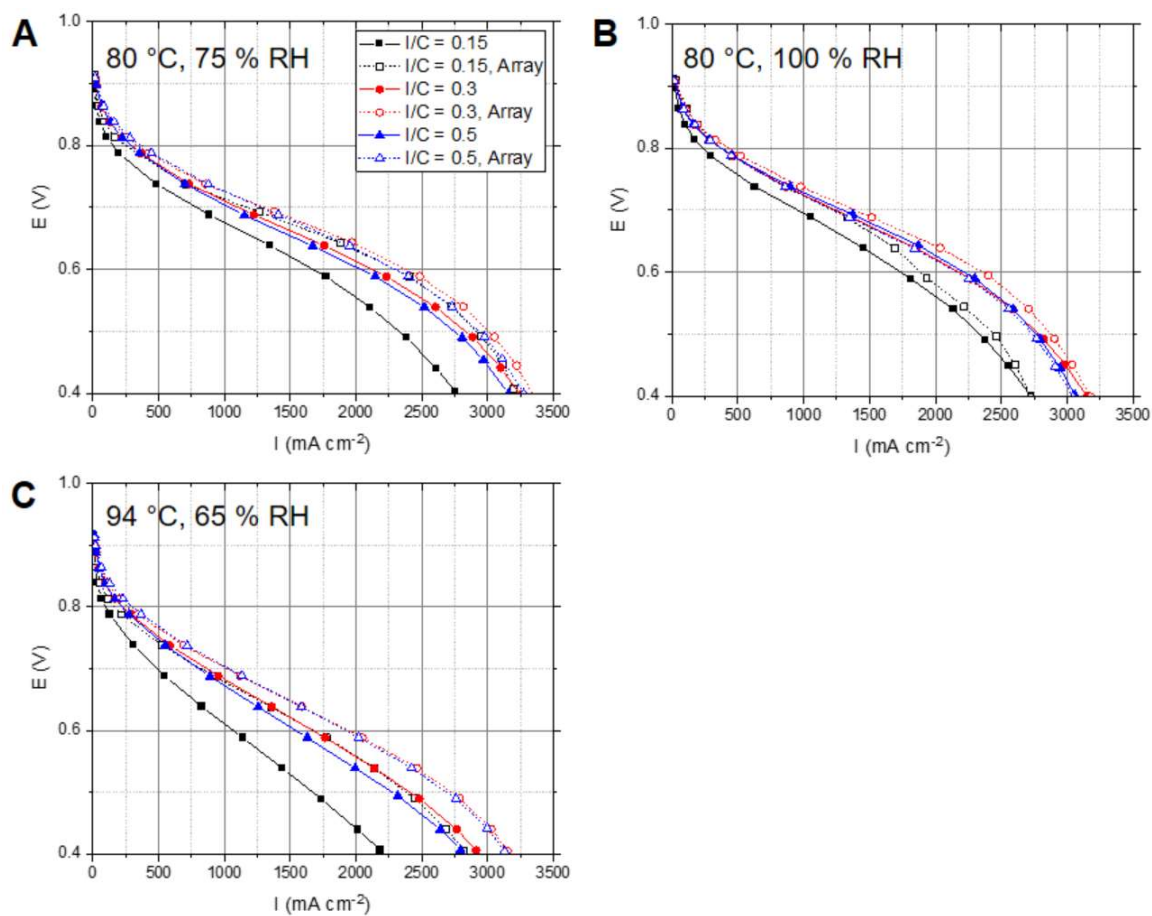 A
80 °C, 75 % RH
I/C = 0.15
I/C = 0.15, Array
I/C = 0.3
I/C = 0.3, Array
I/C = 0.5
I/C = 0.5, Array
1.0
0.8
0.6
0.4
E (V)
0 500 1000 1500 2000 2500 3000 3500
I (mA cm⁻²)
B
80 °C, 100 % RH
1.0
0.8
0.6
0.4
E (V)
0 500 1000 1500 2000 2500 3000 3500
I (mA cm⁻²)
C
94 °C, 65 % RH
1.0
0.8
0.6
0.4
E (V)
0 500 1000 1500 2000 2500 3000 3500
I (mA cm⁻²)